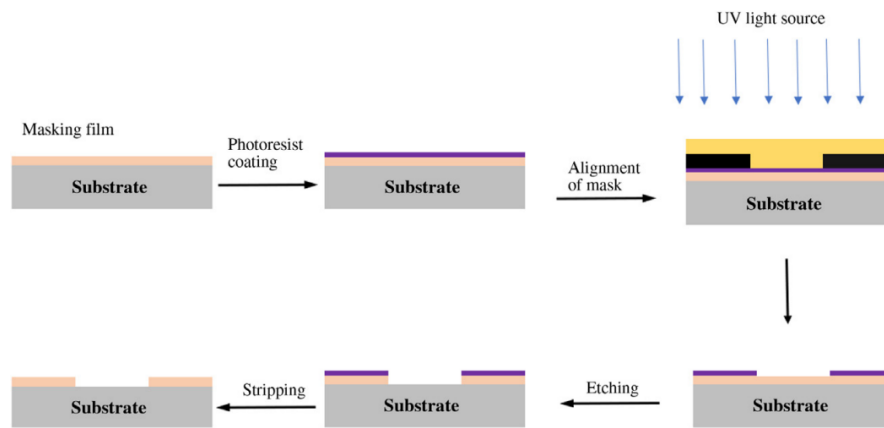 UV light source
Masking film
Photoresist
coating
Alignment
of mask
Substrate
Substrate
Substrate
Stripping
Etching
Substrate
Substrate
Substrate